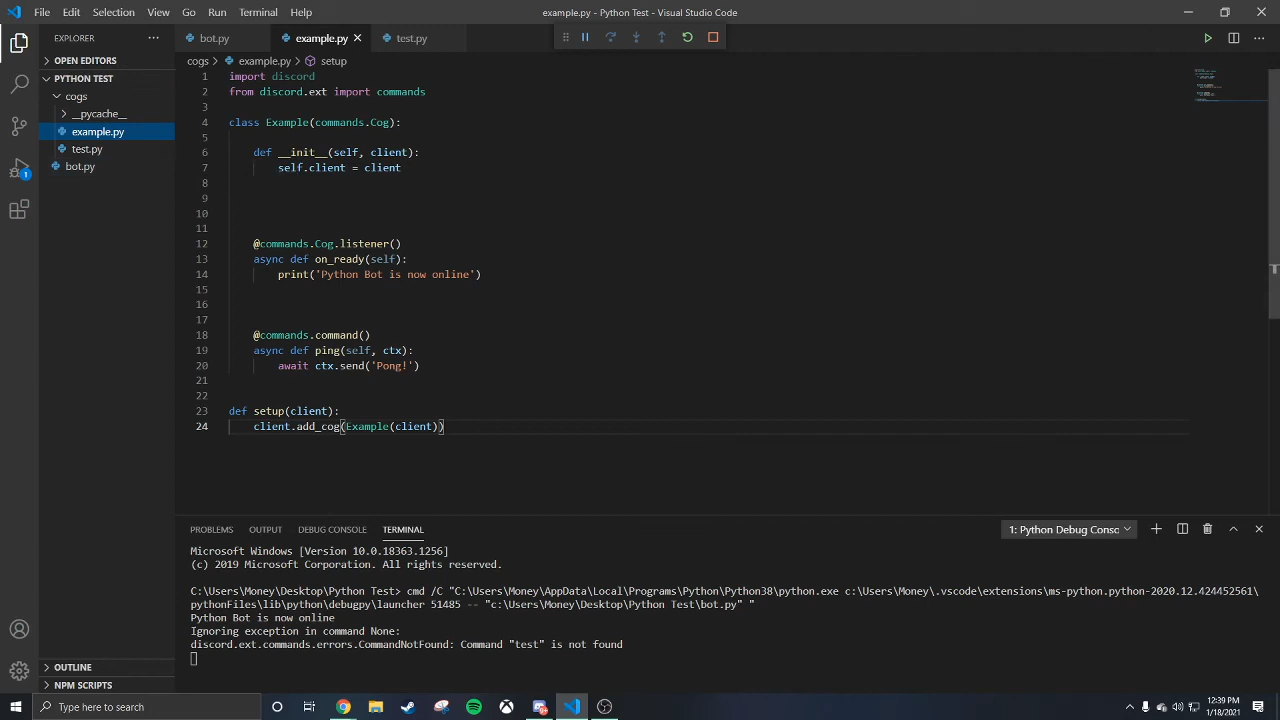 File Edit Selection View Go Run Terminal Help
example.py - Python Test - Visual Studio Code
EXPLORER
OPEN EDITORS
PYTHON TEST
cogs
__pycache__
example.py
test.py
bot.py
OUTLINE
NPM SCRIPTS
1
bot.py example.py test.py
cogs > example.py > setup
1 import discord
2 from discord.ext import commands
3
4 class Example(commands.Cog):
5
6 def __init__(self, client):
7 self.client = client
8
9
10
11
12 @commands.Cog.listener()
13 async def on_ready(self):
14 print('Python Bot is now online')
15
16
17
18 @commands.command()
19 async def ping(self, ctx):
20 await ctx.send('Pong!')
21
22
23 def setup(client):
24 client.add_cog(Example(client))
PROBLEMS OUTPUT DEBUG CONSOLE TERMINAL
1: Python Debug Conso
Microsoft Windows [Version 10.0.18363.1256]
(c) 2019 Microsoft Corporation. All rights reserved.
C:\Users\Money\Desktop\Python Test> cmd /C "C:\Users\Money\AppData\Local\Programs\Python\Python38\python.exe c:\Users\Money\.vscode\extensions\ms-python.python-2020.12.424452561\
pythonFiles\lib\python\debugpy\launcher 51485 -- "c:\Users\Money\Desktop\Python Test\bot.py" "
Python Bot is now online
Ignoring exception in command None:
discord.ext.commands.errors.CommandNotFound: Command "test" is not found
Type here to search
12:39 PM
1/18/2021